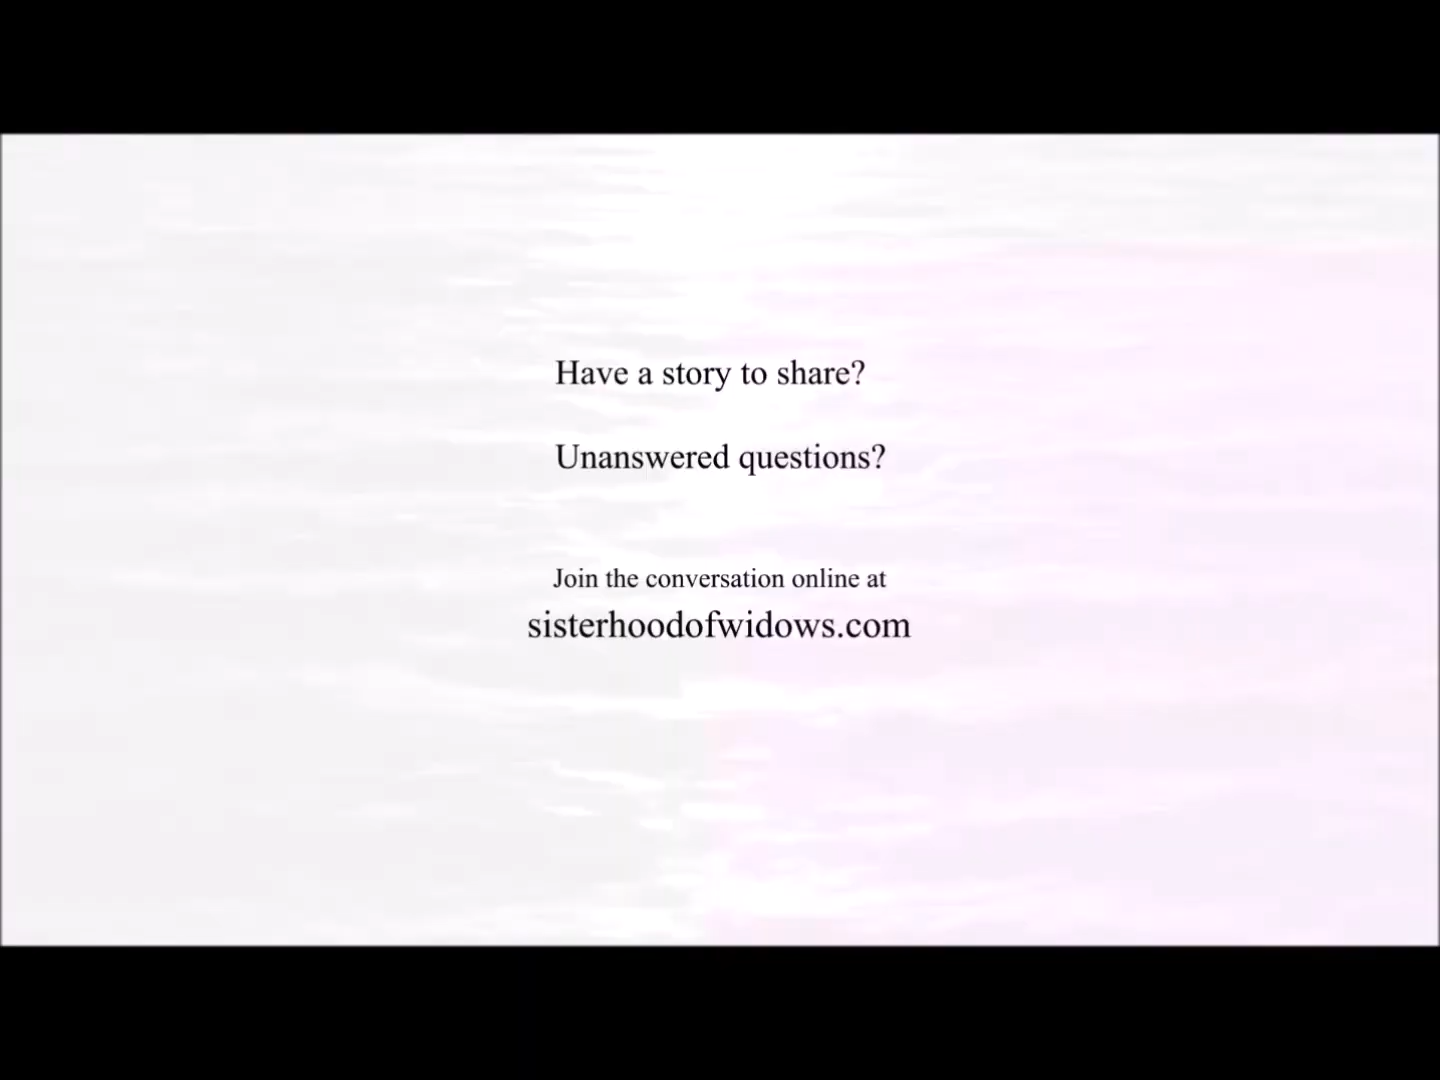 Have a story to share?
Unanswered questions?
Join the conversation online at
sisterhoodofwidows.com